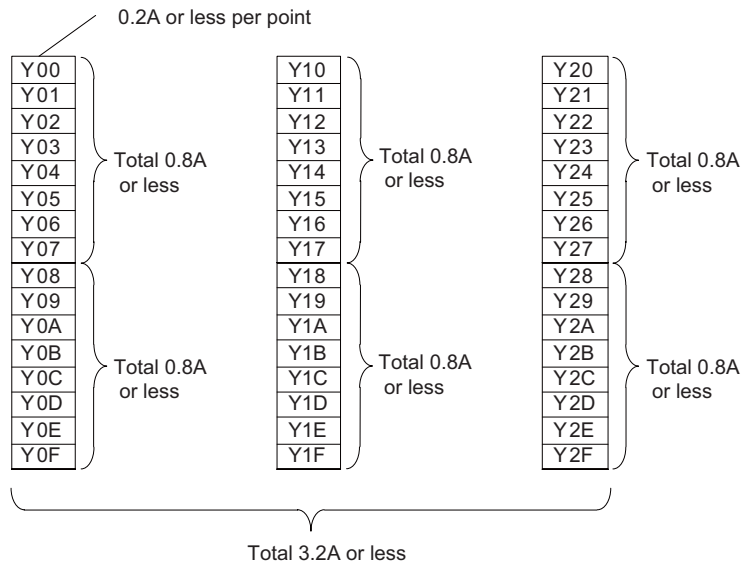 0.2A or less per point
Y00
Y01
Y02
Y03
Y04
Y05
Y06
Y07
Total 0.8A
or less
Y08
Y09
Y0A
Y0B
Y0C
Y0D
Y0E
Y0F
Total 0.8A
or less
Y10
Y11
Y12
Y13
Y14
Y15
Y16
Y17
Total 0.8A
or less
Y18
Y19
Y1A
Y1B
Y1C
Y1D
Y1E
Y1F
Total 0.8A
or less
Y20
Y21
Y22
Y23
Y24
Y25
Y26
Y27
Total 0.8A
or less
Y28
Y29
Y2A
Y2B
Y2C
Y2D
Y2E
Y2F
Total 0.8A
or less
Total 3.2A or less